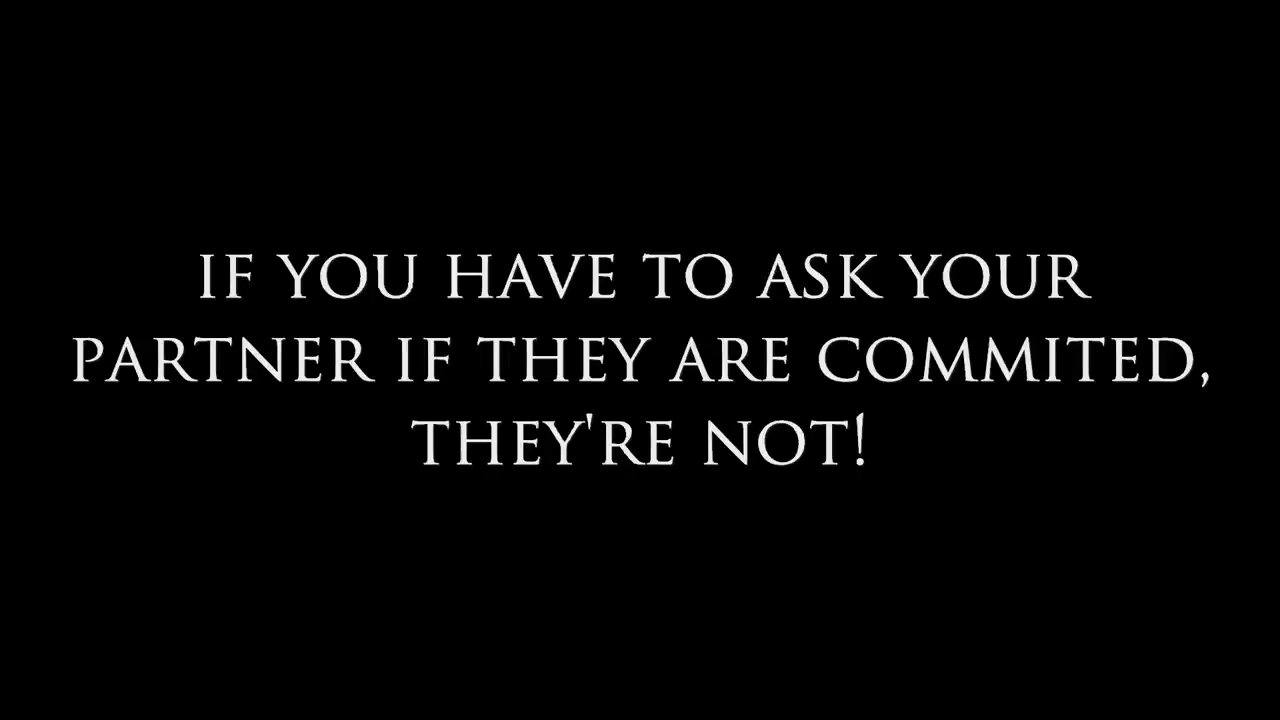 IF YOU HAVE TO ASK YOUR
PARTNER IF THEY ARE COMMITED,
THEY'RE NOT!